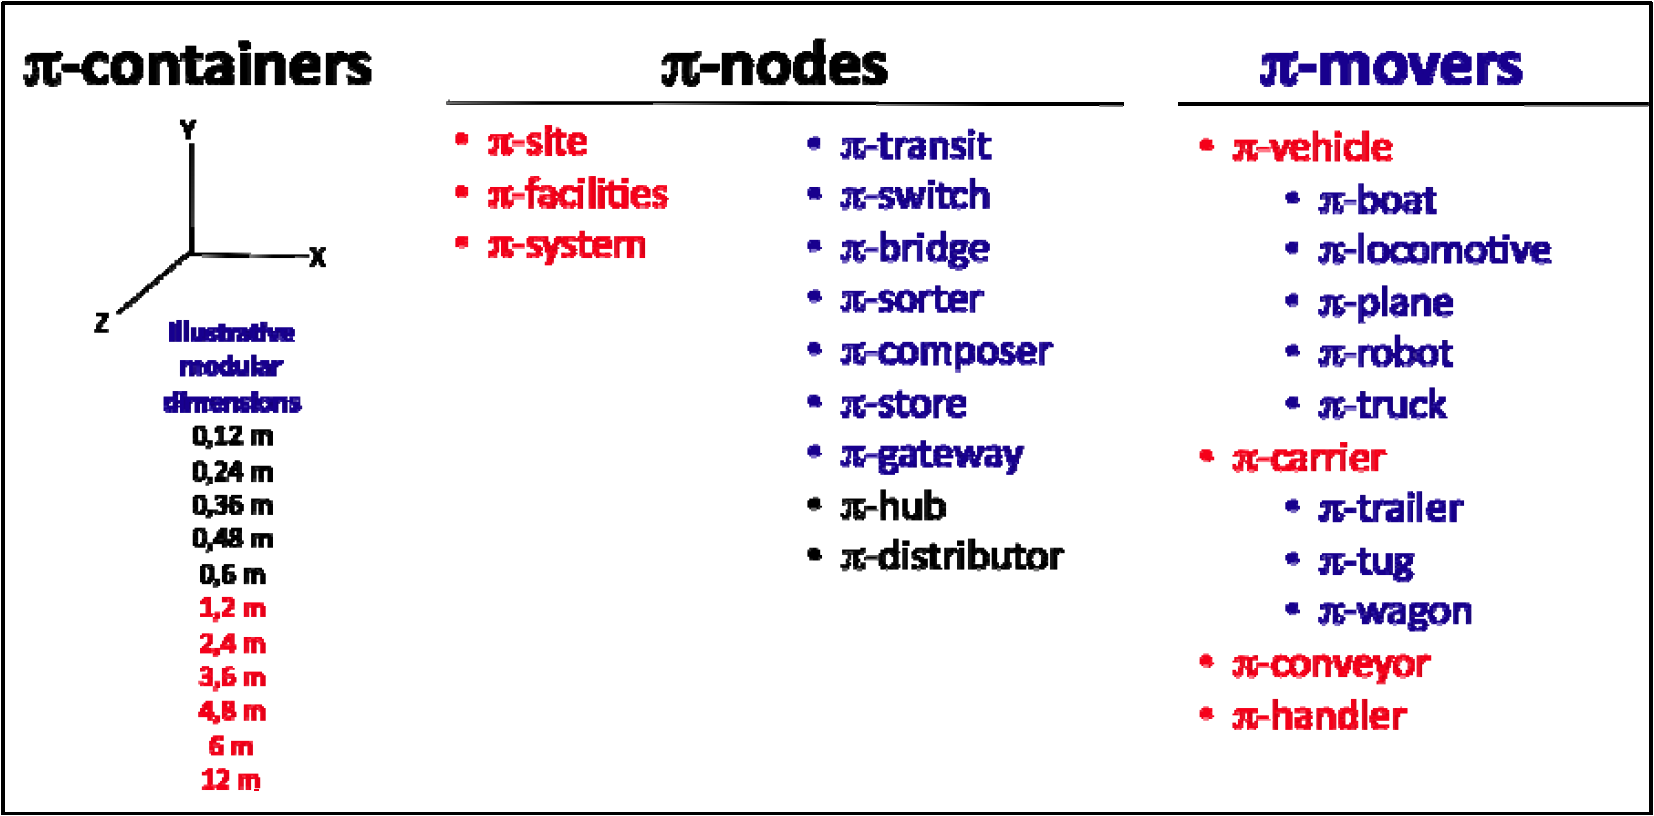 π-containers
Y
X
Z
Illustrative
modular
dimensions
0,12 m
0,24 m
0,36 m
0,48 m
0,6 m
1,2 m
2,4 m
3,6 m
4,8 m
6 m
12 m
π-nodes
• π-site
• π-facilities
• π-system
• π-transit
• π-switch
• π-bridge
• π-sorter
• π-composer
• π-store
• π-gateway
• π-hub
• π-distributor
π-movers
• π-vehicle
• π-boat
• π-locomotive
• π-plane
• π-robot
• π-truck
• π-carrier
• π-trailer
• π-tug
• π-wagon
• π-conveyor
• π-handler